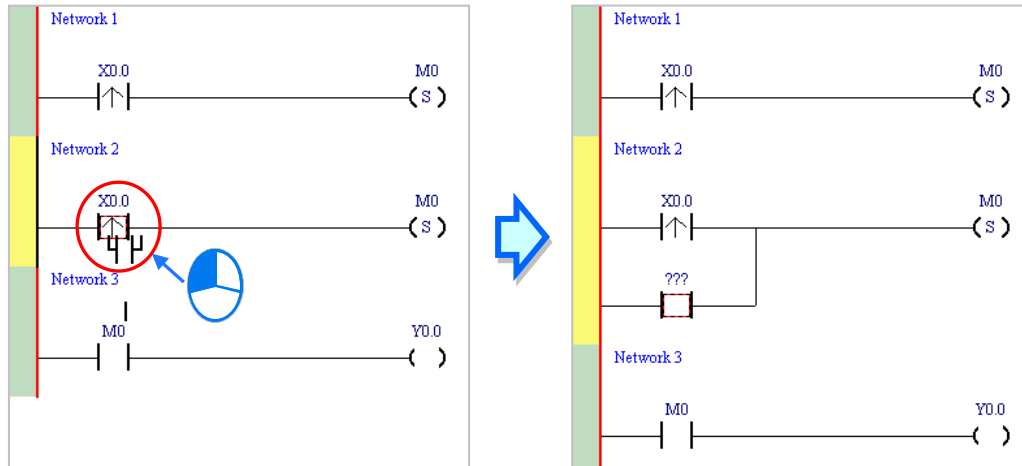 Network 1
X0.0 M0
S
Network 2
X0.0 M0
S
Network 3
M0 Y0.0
Network 1
X0.0 M0
S
Network 2
X0.0 M0
S
???
Network 3
M0 Y0.0